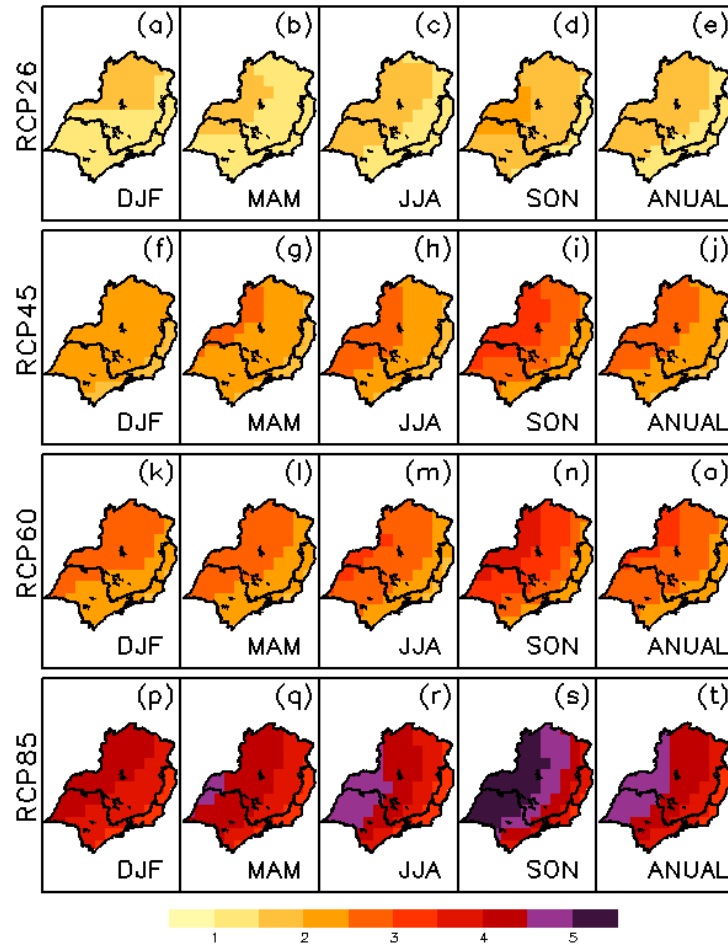 (a) (b) (c) (d) (e)
RCP26
DJF MAM JJA SON ANUAL
(f) (g) (h) (i) (j)
RCP45
DJF MAM JJA SON ANUAL
(k) (l) (m) (n) (a)
RCP60
DJF MAM JJA SON ANUAL
(p) (q) (r) (s) (t)
RCP85
DJF MAM JJA SON ANUAL
1 2 3 4 5